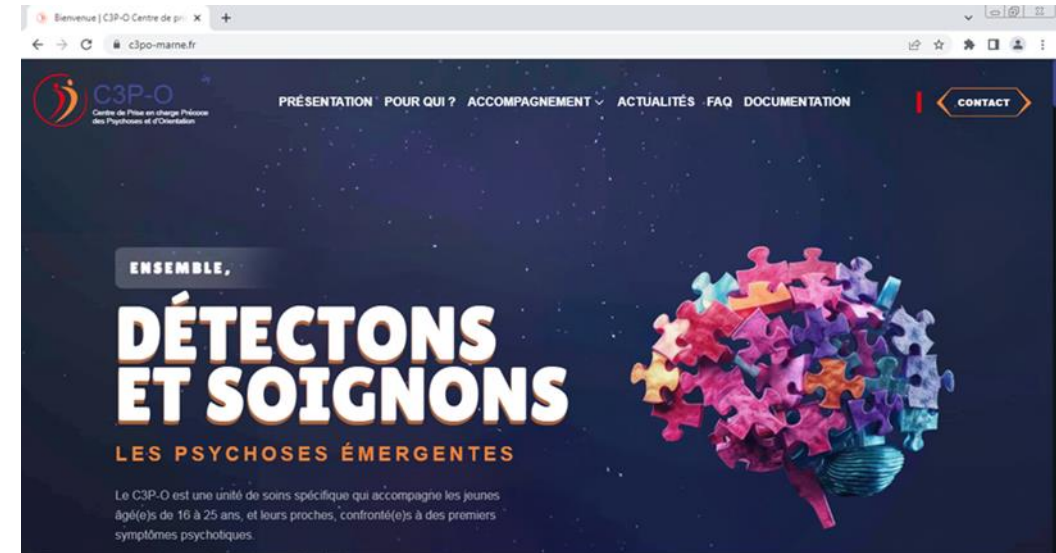 Bienvenue | C3P-O Centre de pri
c3po-marne.fr
C3P-O
Centre de Prise en charge Précoce
des Psychoses et d'Orientation
PRÉSENTATION POUR QUI ? ACCOMPAGNEMENT ACTUALITÉS FAQ DOCUMENTATION
CONTACT
ENSEMBLE,
DÉTECTONS
ET SOIGNONS
LES PSYCHOSES ÉMERGENTES
Le C3P-O est une unité de soins spécifique qui accompagne les jeunes
âgé(e)s de 16 à 25 ans, et leurs proches, confronté(e)s à des premiers
symptômes psychotiques.